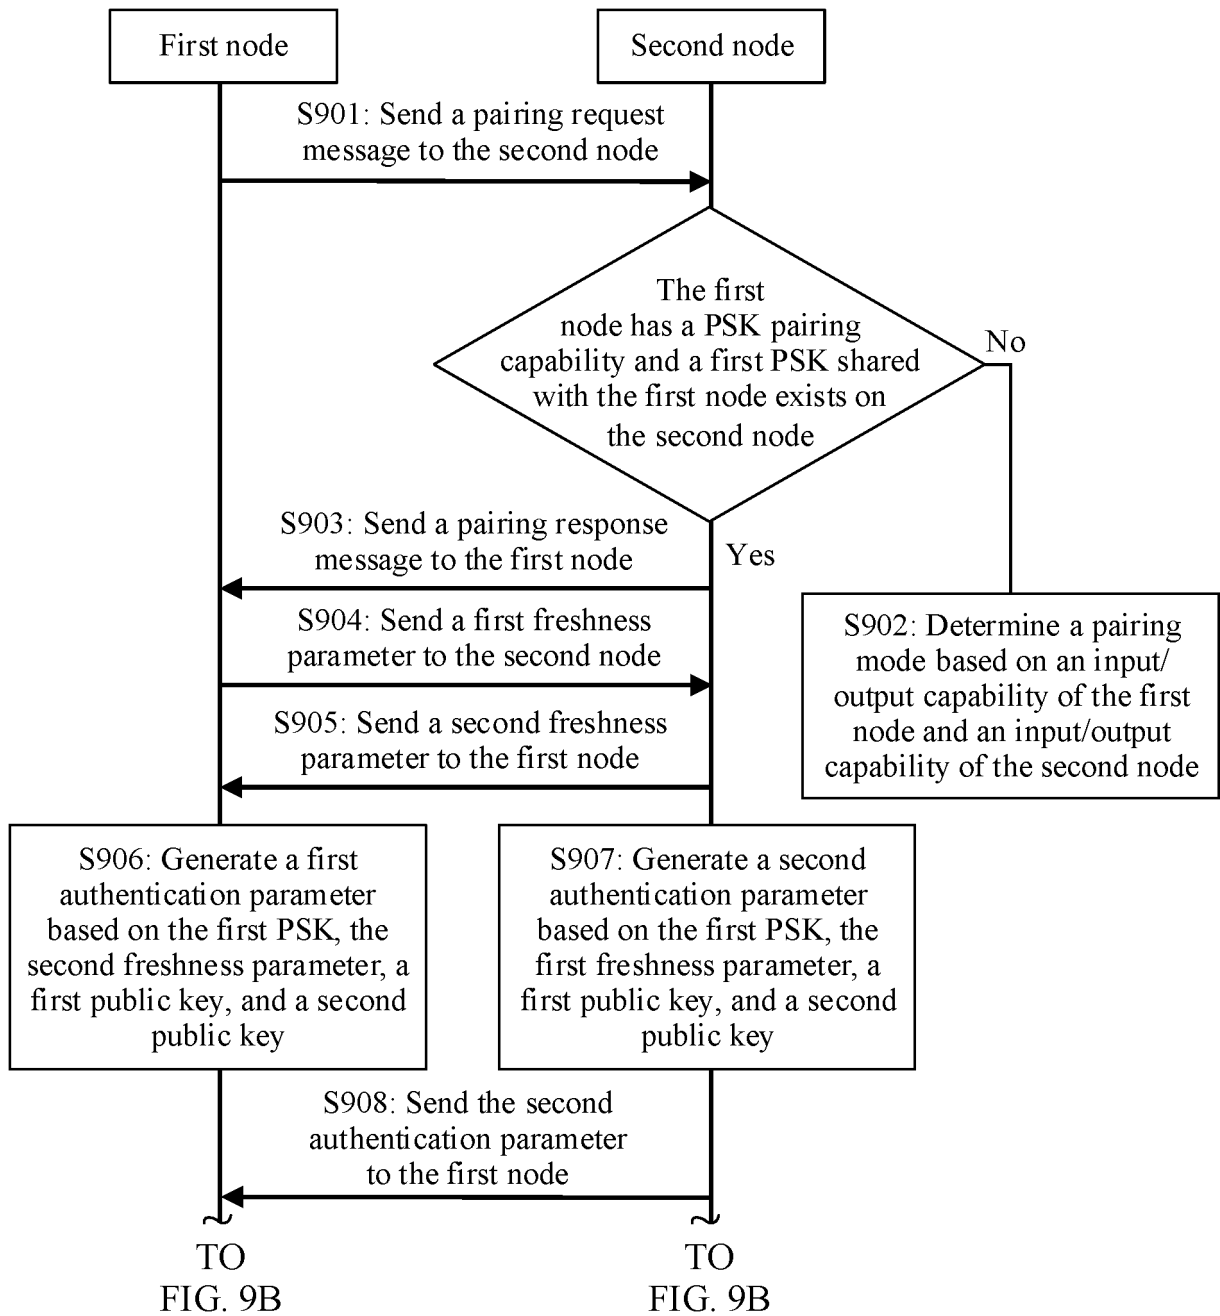 First node
Second node
S901: Send a pairing request
message to the second node
The first
node has a PSK pairing
capability and a first PSK shared
with the first node exists on
the second node
No
S903: Send a pairing response
message to the first node
Yes
S904: Send a first freshness
parameter to the second node
S902: Determine a pairing
mode based on an input/
output capability of the first
node and an input/output
capability of the second node
S905: Send a second freshness
parameter to the first node
S906: Generate a first
authentication parameter
based on the first PSK, the
second freshness parameter, a
first public key, and a second
public key
S907: Generate a second
authentication parameter
based on the first PSK, the
first freshness parameter, a
first public key, and a second
public key
S908: Send the second
authentication parameter
to the first node
TO
FIG. 9B
TO
FIG. 9B